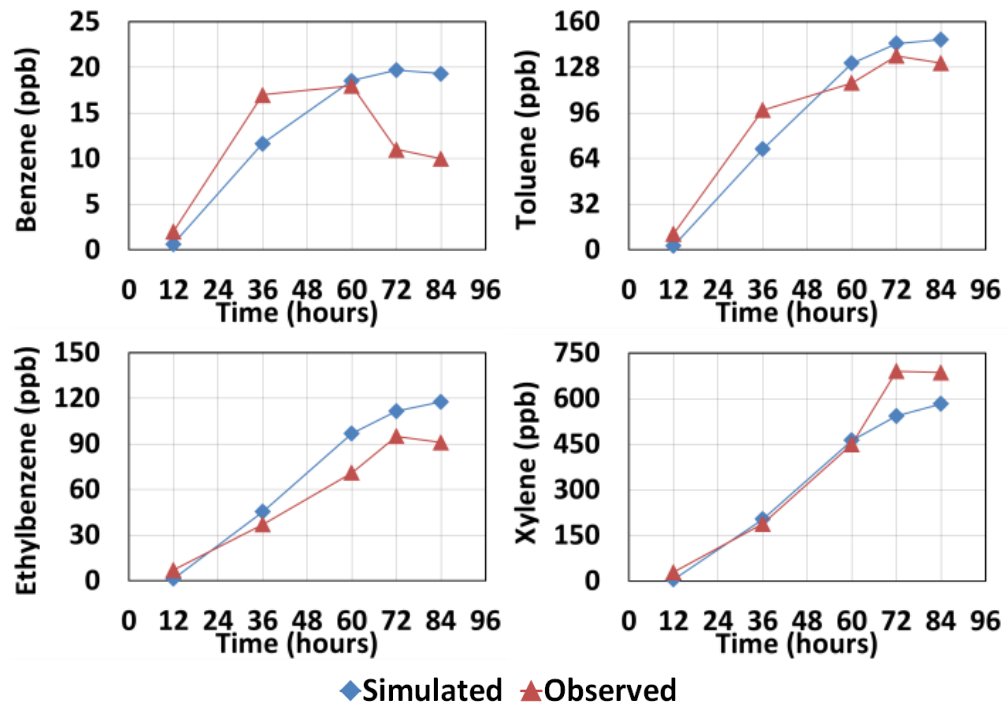 Benzene (ppb)
25
20
15
10
5
0
0 12 24 36 48 60 72 84 96
Time (hours)
Toluene (ppb)
160
128
96
64
32
0
0 12 24 36 48 60 72 84 96
Time (hours)
Ethylbenzene (ppb)
150
120
90
60
30
0
0 12 24 36 48 60 72 84 96
Time (hours)
Xylene (ppb)
750
600
450
300
150
0
0 12 24 36 48 60 72 84 96
Time (hours)
Simulated Observed